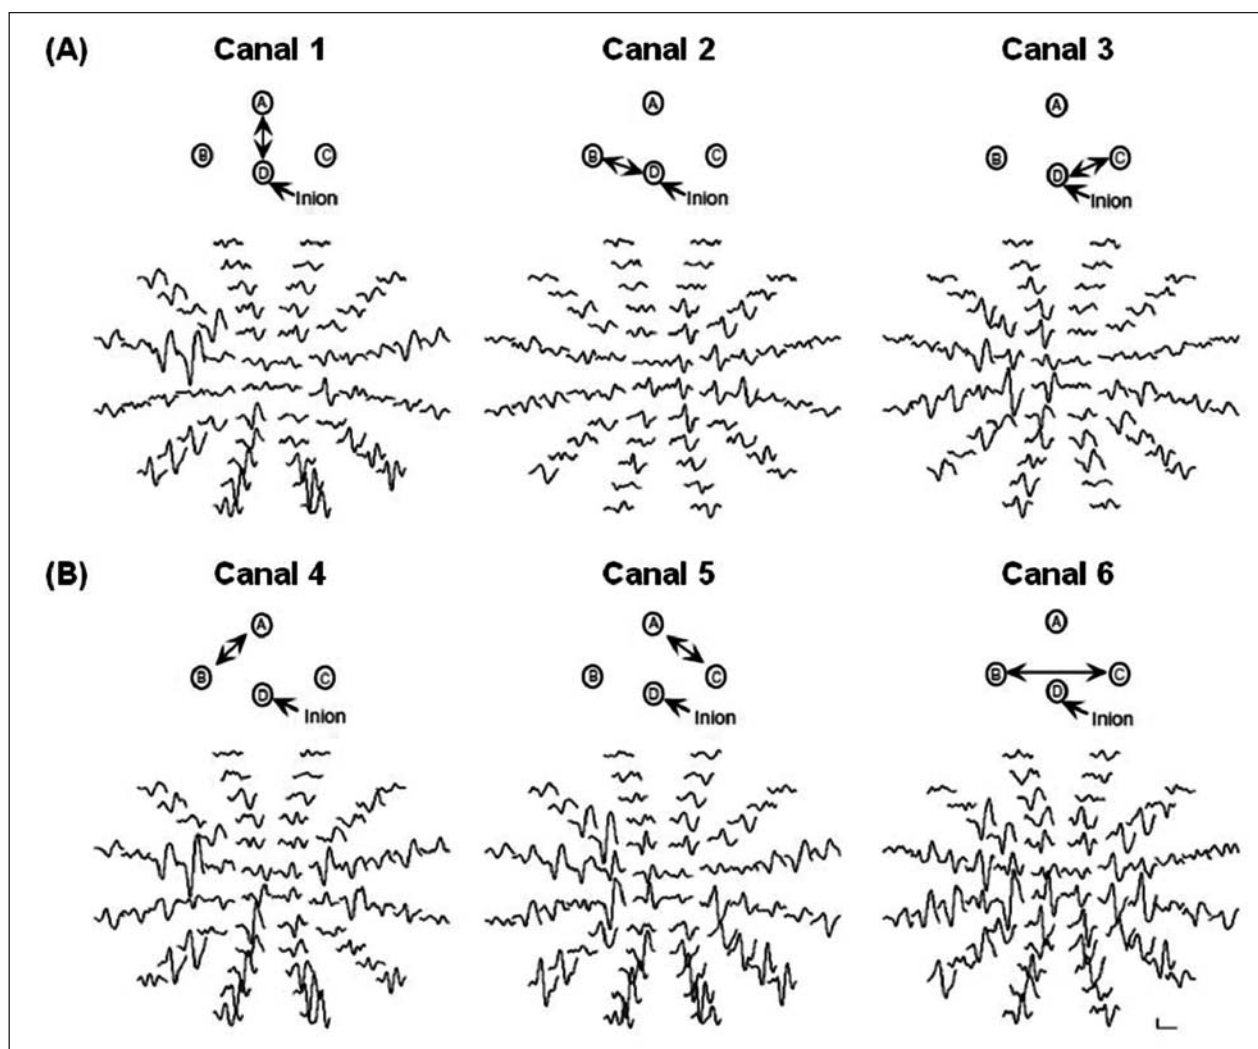 (A) Canal 1 Canal 2 Canal 3
A A A
B C B C B C
D D D
Inion Inion Inion
(B) Canal 4 Canal 5 Canal 6
A A A
B C B C B C
D D D
Inion Inion Inion